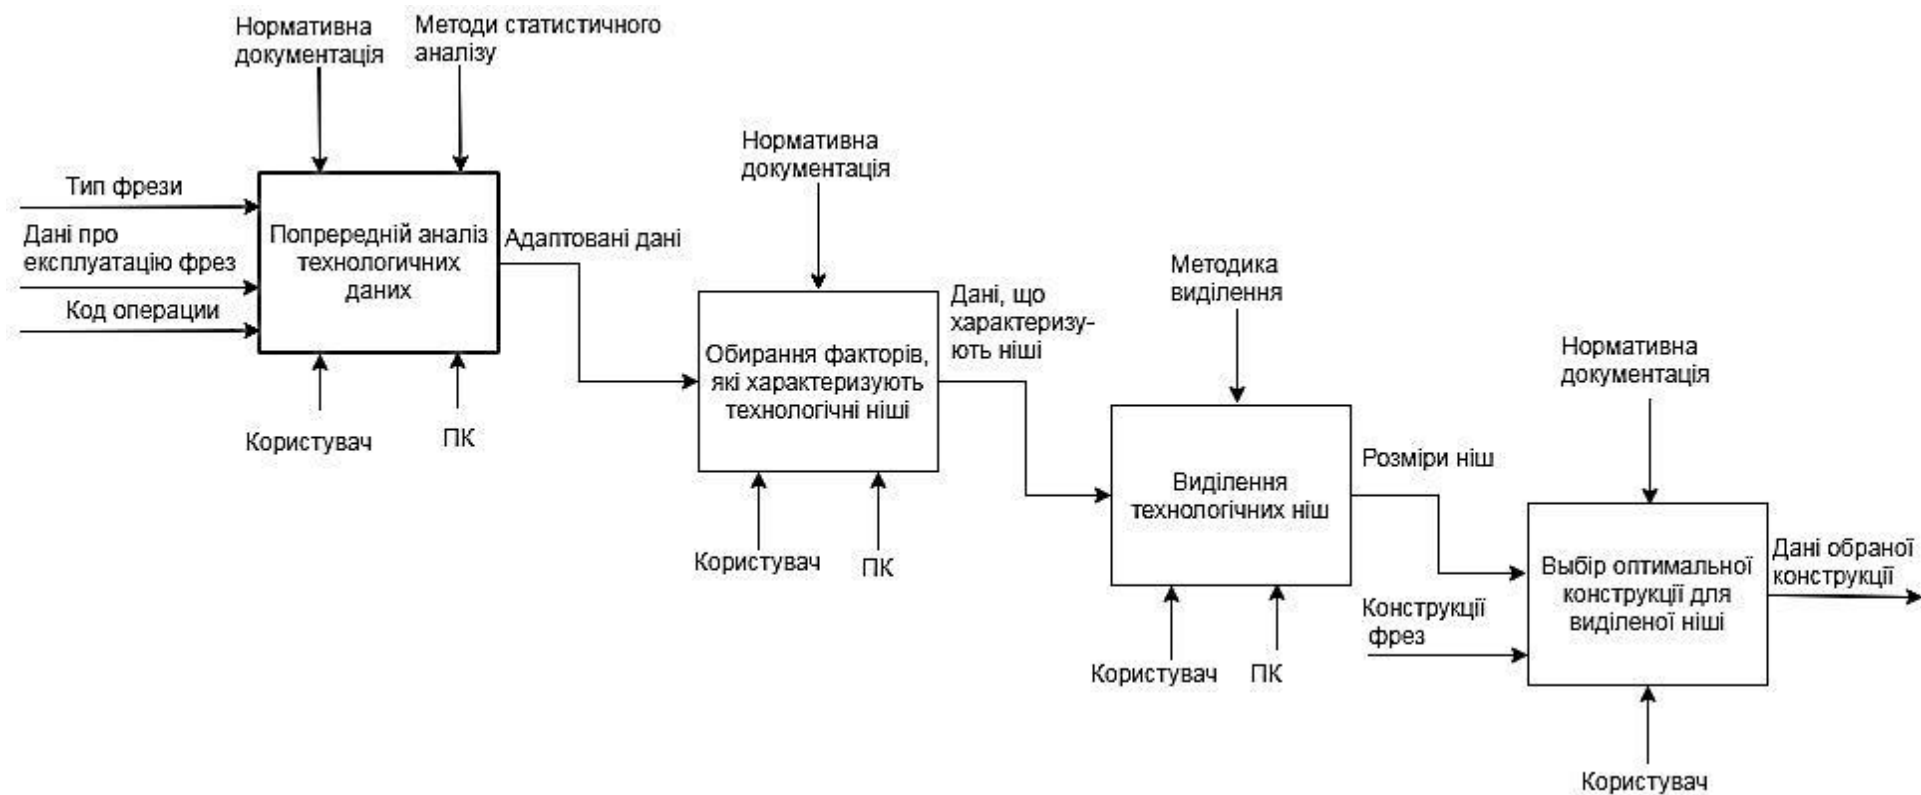 Нормативна
документація
Методи статистичного
аналізу
Тип фрези
Дані про
експлуатацію фрез
Код операции
Попрередній аналіз
технологичних
даних
Адаптовані дані
Користувач
ПК
Нормативна
документація
Обирання факторів,
які характеризують
технологічні ніші
Дані, що
характеризу-
ють ніші
Користувач
ПК
Методика
виділення
Виділення
технологічних ніш
Розміри ніш
Користувач
ПК
Конструкції
фрез
Нормативна
документація
Выбір оптимальної
конструкції для
виділеної ніші
Дані обраної
конструкції
Користувач